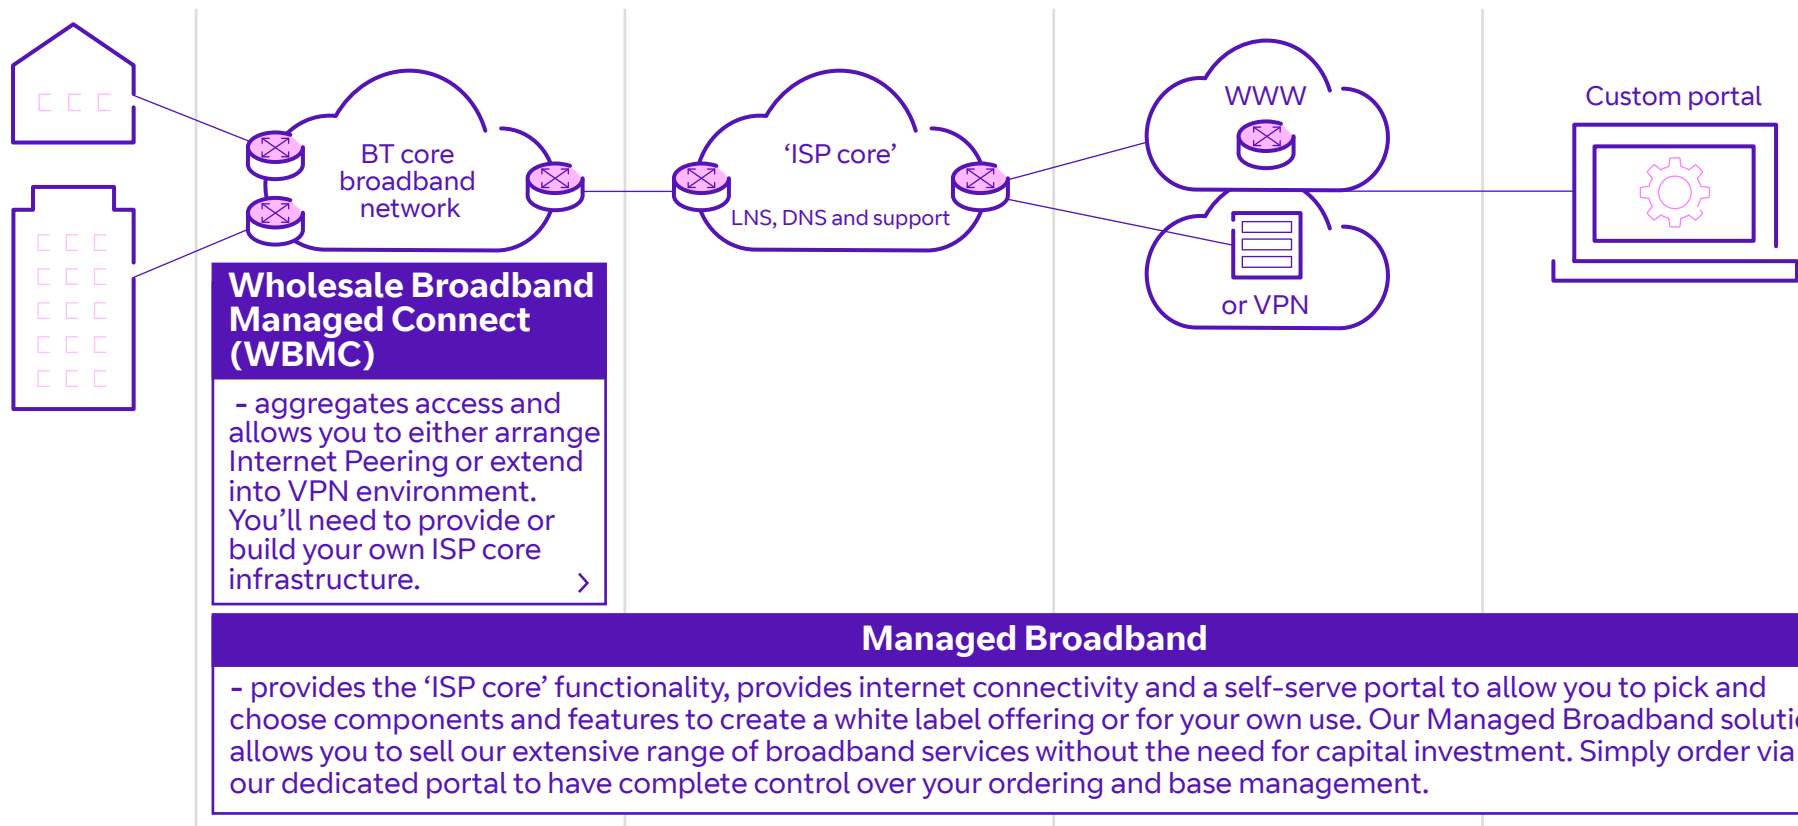 WWW
Custom portal
BT core
broadband
network
‘ISP core’
LNS, DNS and support
or VPN
Wholesale Broadband
Managed Connect
(WBMC)
- aggregates access and
allows you to either arrange
Internet Peering or extend
into VPN environment.
You’ll need to provide or
build your own ISP core
infrastructure.
Managed Broadband
- provides the ‘ISP core’ functionality, provides internet connectivity and a self-serve portal to allow you to pick and
choose components and features to create a white label offering or for your own use. Our Managed Broadband
allows you to sell our extensive range of broadband services without the need for capital investment. Simply order via
our dedicated portal to have complete control over your ordering and base management.